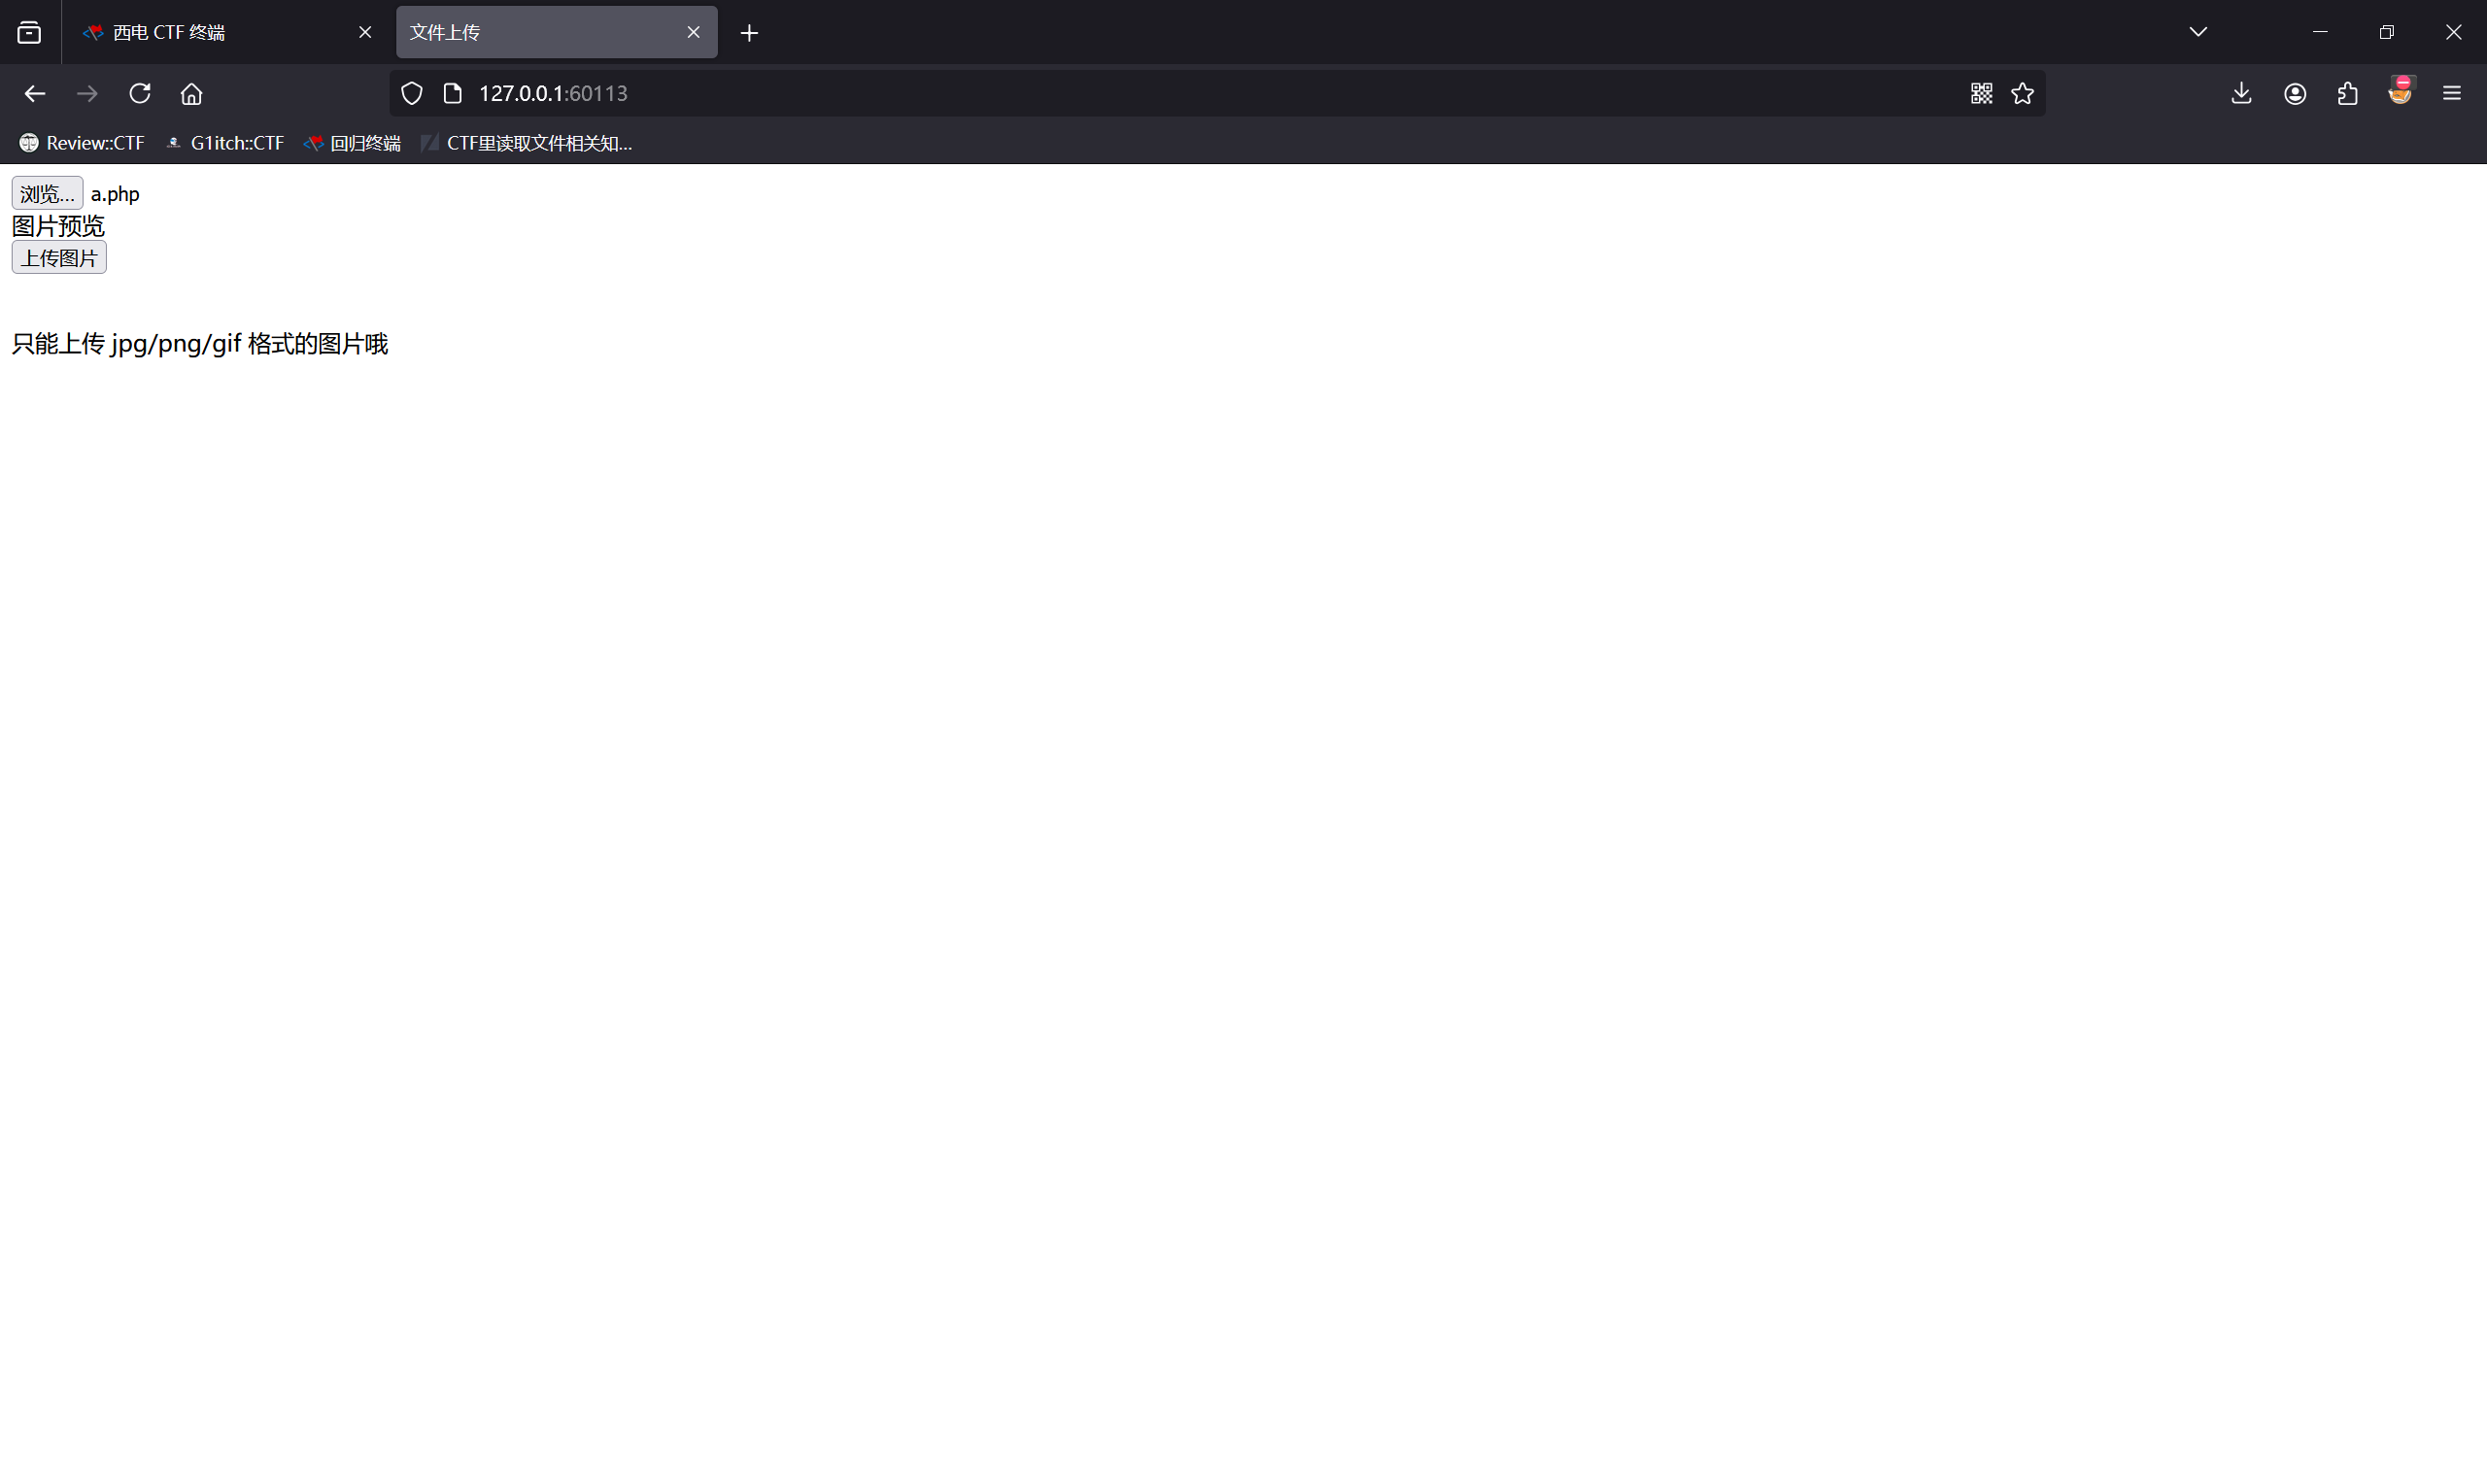 西电 CTF 终端
文件上传
127.0.0.1:60113
Review::CTF
G1itch::CTF
回归终端
CTF里读取文件相关知...
浏览... a.php
图片预览
上传图片
只能上传 jpg/png/gif 格式的图片哦